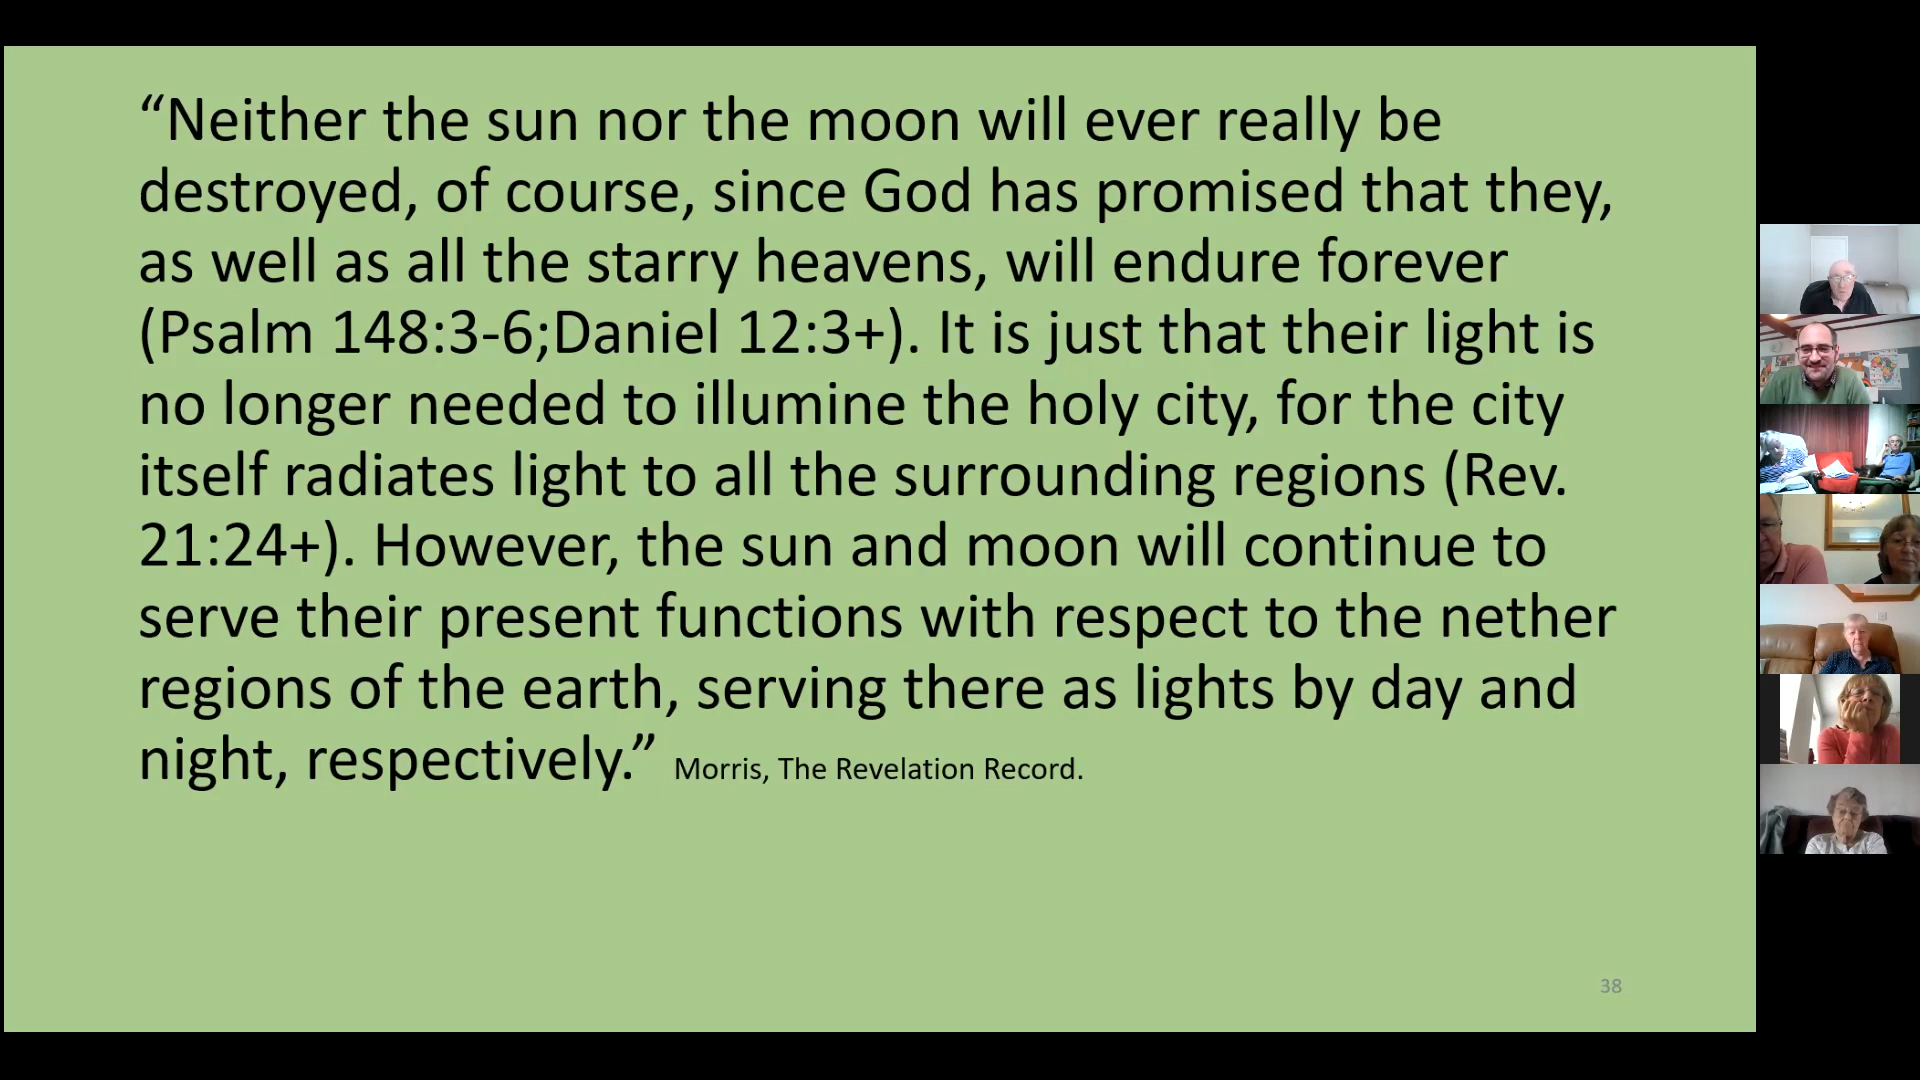 “Neither the sun nor the moon will ever really be
destroyed, of course, since God has promised that they,
as well as all the starry heavens, will endure forever
(Psalm 148:3-6;Daniel 12:3+). It is just that their light is
no longer needed to illumine the holy city, for the city
itself radiates light to all the surrounding regions (Rev.
21:24+). However, the sun and moon will continue to
serve their present functions with respect to the nether
regions of the earth, serving there as lights by day and
night, respectively.” Morris, The Revelation Record.
38